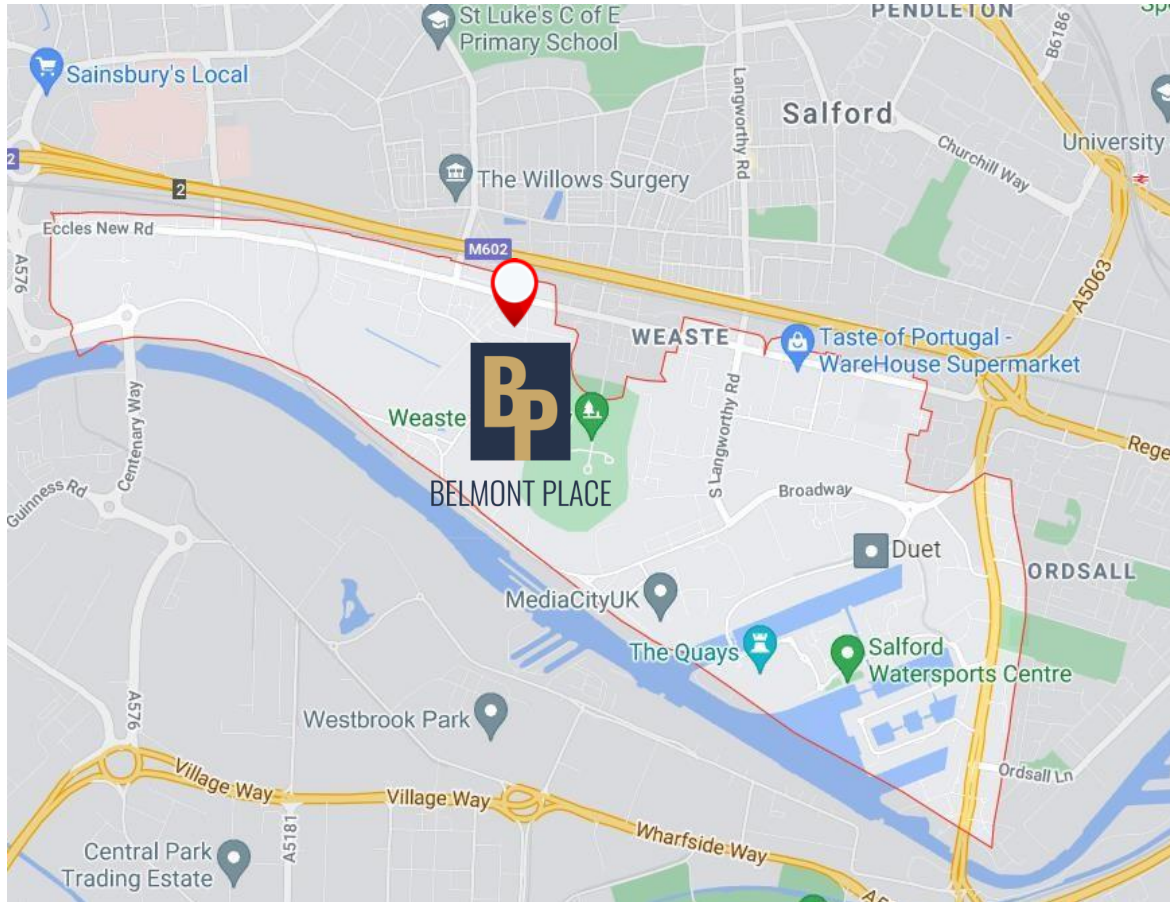 St Luke's C of E
Primary School
PENDLETON
B6186
Sainsbury's Local
Langworthy Rd
Salford
University
Churchill Way
2
2
The Willows Surgery
Eccles New Rd
M602
A576
A5063
WEASTE
Taste of Portugal -
WareHouse Supermarket
BP
Weaste
S Langworthy Rd
Centenary Way
BELMONT PLACE
Broadway
Guinness Rd
Duet
ORDSALL
MediaCityUK
The Quays
Salford
Watersports Centre
A576
Westbrook Park
Ordsall Ln
Village Way
Village Way
A5181
Wharfside Way
Central Park
Trading Estate